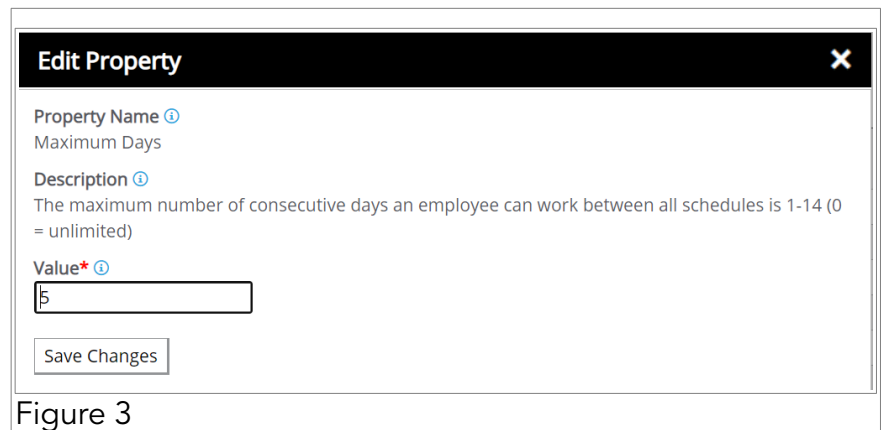 Edit Property
Property Name
Maximum Days
Description
The maximum number of consecutive days an employee can work between all schedules is 1-14 (0
= unlimited)
Value*
5
Save Changes
Figure 3